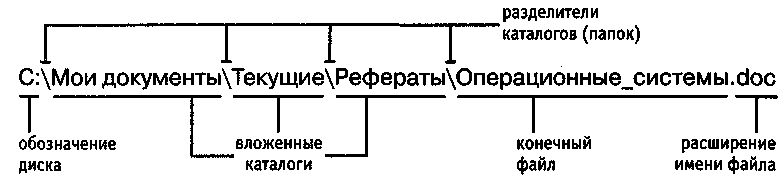 разделители
каталогов (папок)
C:\Мои документы\Текущие\Рефераты\Операционные_системы.doc
обозначение
диска
вложенные
каталоги
конечный
файл
расширение
имени файла